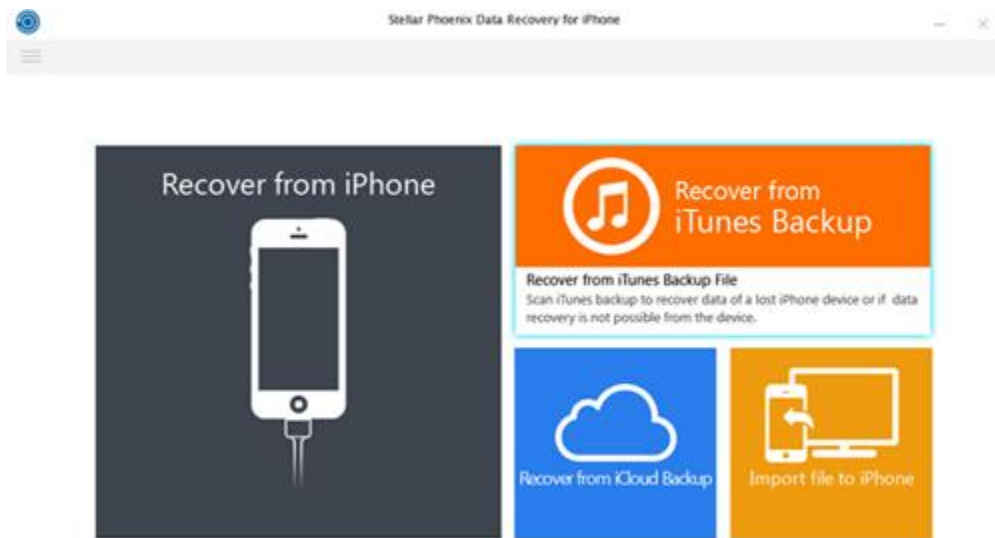 Stellar Phoenix Data Recovery for iPhone
Recover from iPhone
Recover from
iTunes Backup
Recover from iTunes Backup File
Scan iTunes backup to recover data of a lost iPhone device or if data
recovery is not possible from the device.
Recover from iCloud Backup
Import file to iPhone